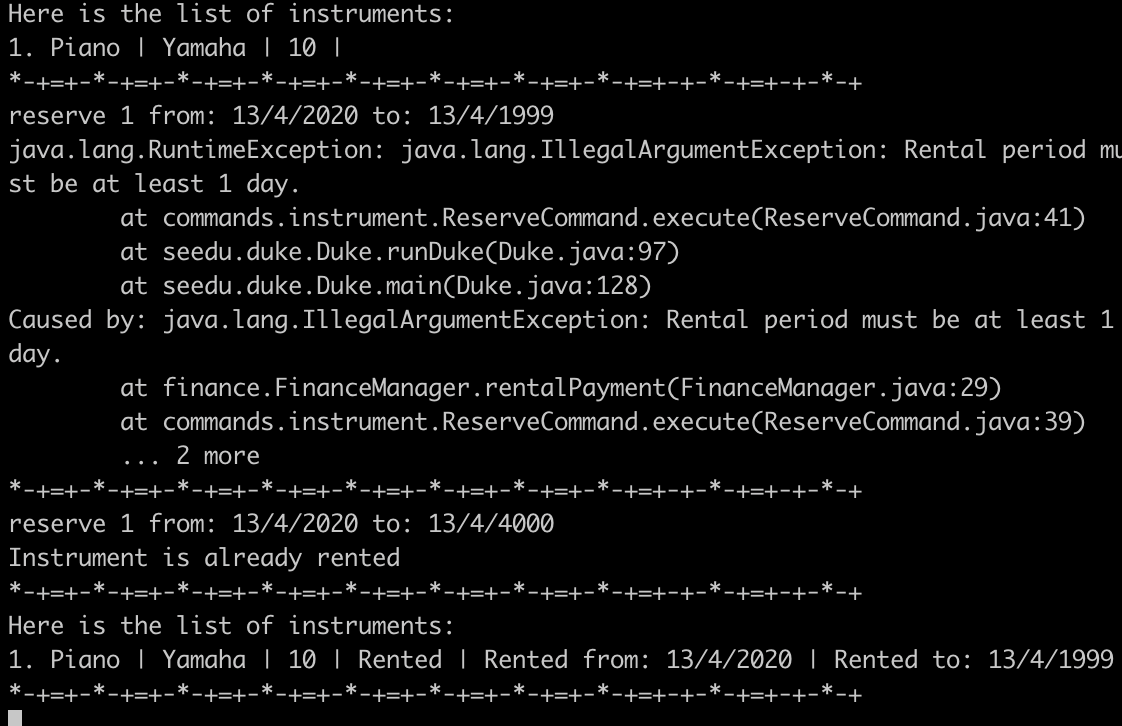 Here is the list of instruments:
1. Piano | Yamaha | 10 |
*-+=+-*-+=+-*-+=+-*-+=+-*-+=+-*-+=+-*-+=+-*-+=+-+-*-+=+-+-*-+
reserve 1 from: 13/4/2020 to: 13/4/1999
java.lang.RuntimeException: java.lang.IllegalArgumentException: Rental period mu
st be at least 1 day.
        at commands.instrument.ReserveCommand.execute(ReserveCommand.java:41)
        at seedu.duke.Duke.runDuke(Duke.java:97)
        at seedu.duke.Duke.main(Duke.java:128)
Caused by: java.lang.IllegalArgumentException: Rental period must be at least 1
day.
        at finance.FinanceManager.rentalPayment(FinanceManager.java:29)
        at commands.instrument.ReserveCommand.execute(ReserveCommand.java:39)
        ... 2 more
*-+=+-*-+=+-*-+=+-*-+=+-*-+=+-*-+=+-*-+=+-*-+=+-+-*-+=+-+-*-+
reserve 1 from: 13/4/2020 to: 13/4/4000
Instrument is already rented
*-+=+-*-+=+-*-+=+-*-+=+-*-+=+-*-+=+-*-+=+-*-+=+-+-*-+=+-+-*-+
Here is the list of instruments:
1. Piano | Yamaha | 10 | Rented | Rented from: 13/4/2020 | Rented to: 13/4/1999
*-+=+-*-+=+-*-+=+-*-+=+-*-+=+-*-+=+-*-+=+-*-+=+-+-*-+=+-+-*-+